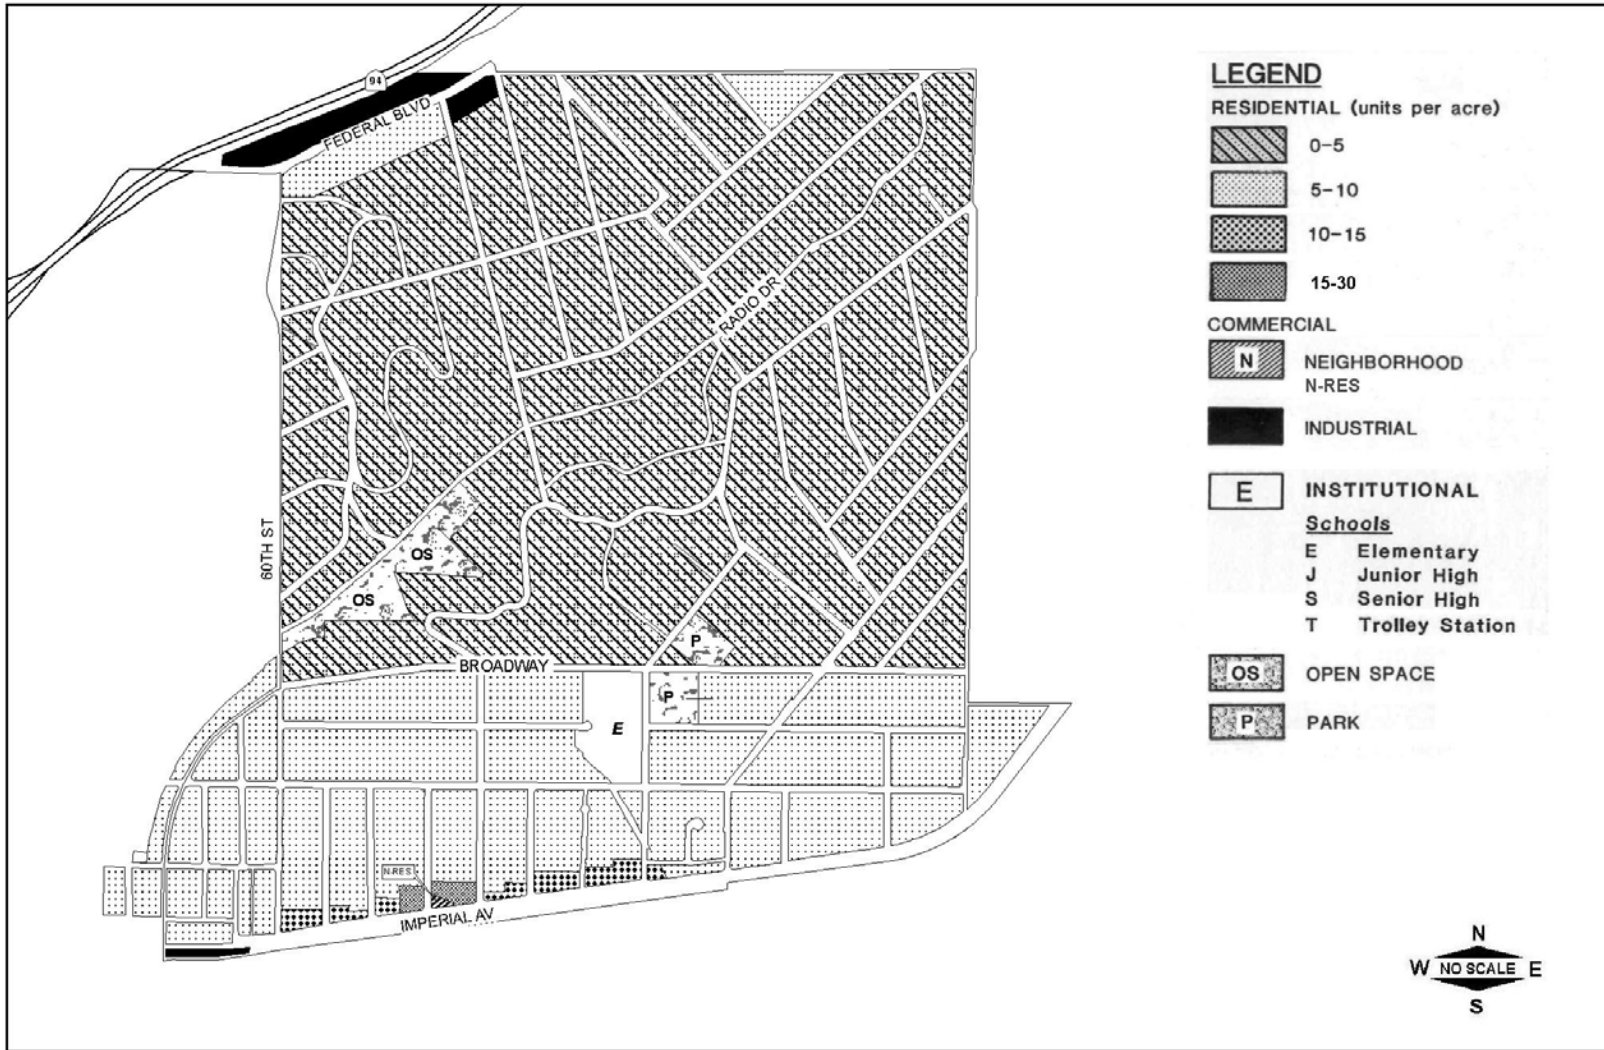 94
FEDERAL BLVD
RADIO DR
60TH ST
OS
OS
P
BROADWAY
P
E
N-RES
IMPERIAL AV
LEGEND
RESIDENTIAL (units per acre)
0-5
5-10
10-15
15-30
COMMERCIAL
N NEIGHBORHOOD
N-RES
INDUSTRIAL
E INSTITUTIONAL
Schools
E Elementary
J Junior High
S Senior High
T Trolley Station
OS OPEN SPACE
P PARK
N
W NO SCALE E
S